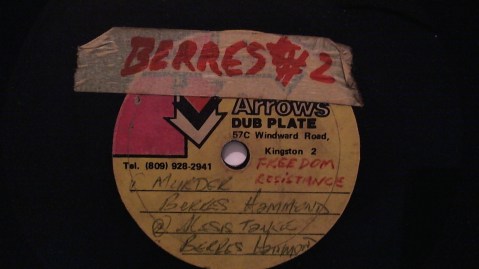 BERRES #2
Arrows
DUB PLATE
57C Windward Road,
Kingston 2
Tel. (809) 928-2941
FREEDOM
RESISTANCE
MURDER
BERRES HAMMOND
@
BERRES HAMMOND